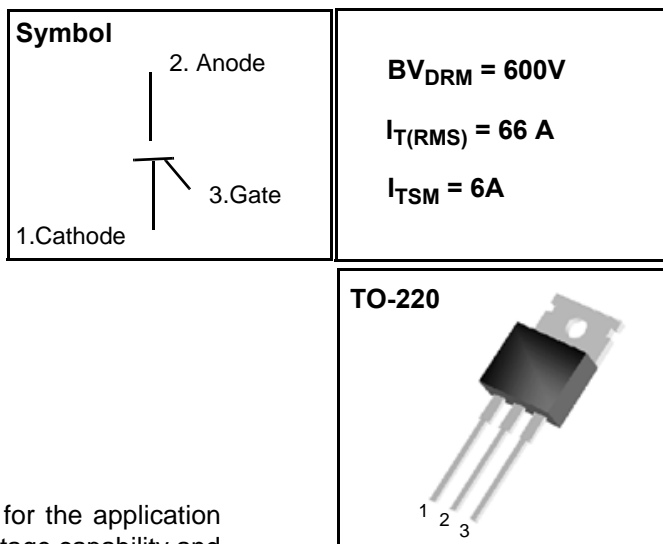 Symbol
2. Anode
3.Gate
1.Cathode
BVDRM = 600V
IT(RMS) = 66 A
ITSM = 6A
TO-220
1
2
3
for the application